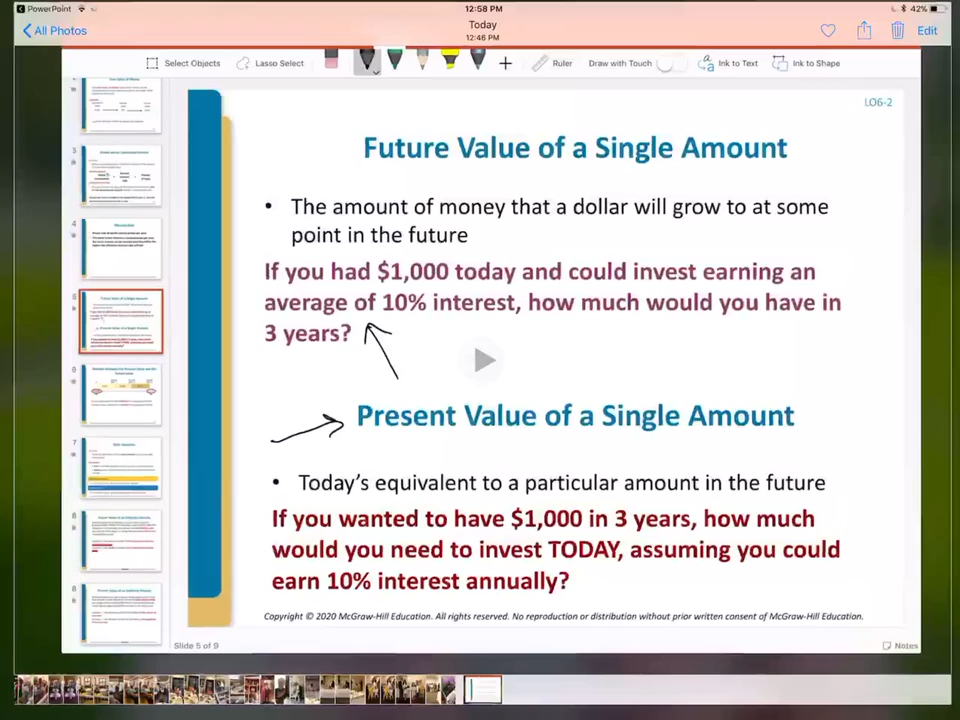 PowerPoint
12:58 PM
42%
All Photos
Today
12:46 PM
Edit
Select Objects
Lasso Select
Ruler
Draw with Touch
Ink to Text
Ink to Shape
LO6-2
Future Value of a Single Amount
• The amount of money that a dollar will grow to at some
point in the future
If you had $1,000 today and could invest earning an
average of 10% interest, how much would you have in
3 years?
Present Value of a Single Amount
• Today's equivalent to a particular amount in the future
If you wanted to have $1,000 in 3 years, how much
would you need to invest TODAY, assuming you could
earn 10% interest annually?
Copyright © 2020 McGraw-Hill Education. All rights reserved. No reproduction or distribution without prior written consent of McGraw-Hill Education.
Slide 5 of 9
Notes